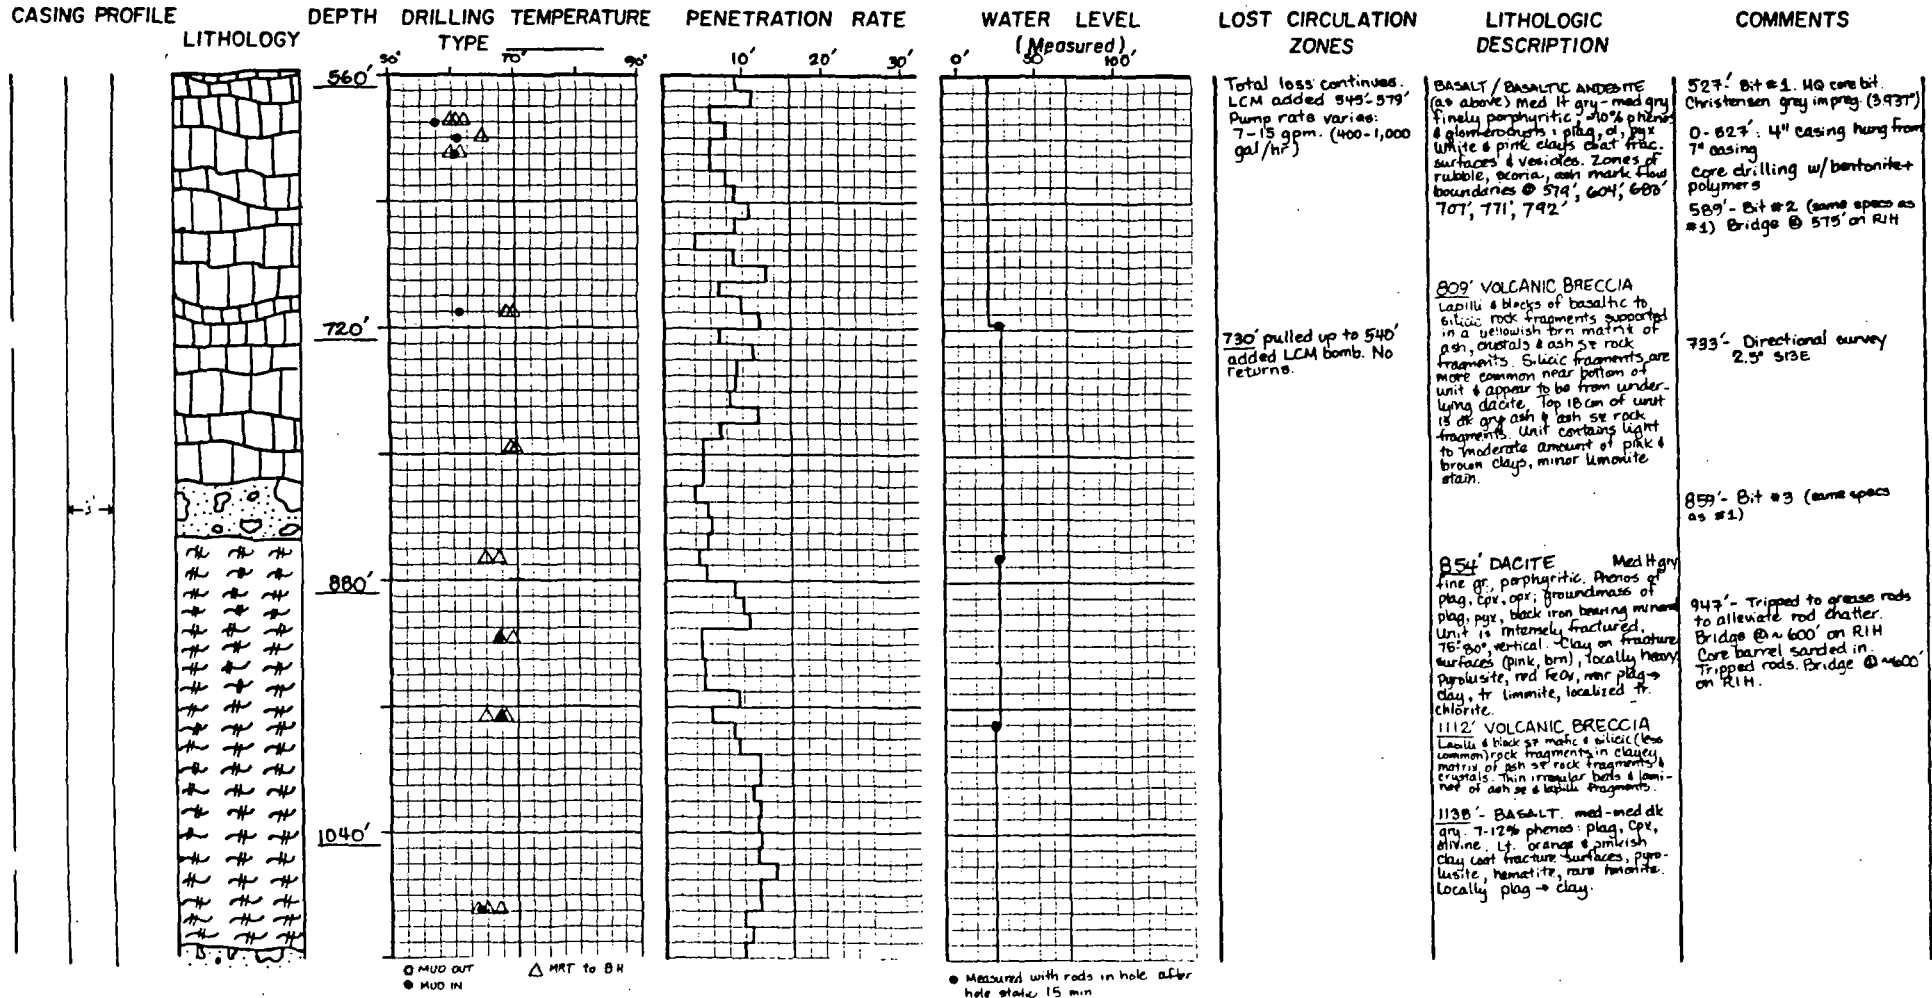 CASING PROFILE
LITHOLOGY
DEPTH
DRILLING TEMPERATURE
TYPE
PENETRATION RATE
WATER LEVEL
(Measured)
LOST CIRCULATION
ZONES
LITHOLOGIC
DESCRIPTION
COMMENTS
50' 70' 90'
10' 20' 30'
0' 50' 100'
560'
720'
880'
1040'
O MUD OUT
● MUD IN
△ MRT to BH
● Measured with rods in hole after
hole static 15 min
Total loss continues.
LCM added 545'-579'
Pump rate varies:
7-15 gpm. (400-1,000
gal/hr)
730' pulled up to 540'
added LCM bomb. No
returns.
BASALT / BASALTIC ANDESITE
(as above) Med lt gry-med gry
finely porphyritic, ~10% phenos
& glomerocrysts: plag, ol, pyx
White & pink clays coat frac.
surfaces & vesicles. Zones of
rubble, scoria, ash mark flow
boundaries @ 579', 604', 688'
707', 771', 792'
809' VOLCANIC BRECCIA
Lapilli & blocks of basaltic to
silicic rock fragments supported
in a yellowish brn matrix of
ash, crystals & ash sz rock
fragments. Silicic fragments are
more common near bottom of
unit & appear to be from under-
lying dacite. Top 18 cm of unit
is dk gry ash & ash sz rock
fragments. Unit contains light
to moderate amount of pink &
brown clays, minor limonite
stain.
854' DACITE Med lt gry
fine gr, porphyritic. Phenos of
plag, cpx, opx; groundmass of
plag, pyx, black iron bearing mineral
Unit is intensely fractured,
75-80°, vertical. Clay on fracture
surfaces (pink, brn), locally heavy
Pyrolusite, red FeOx, mnr plag→
clay, tr limonite, localized tr.
chlorite.
1112' VOLCANIC BRECCIA
Lapilli & block sz mafic & silicic (less
common) rock fragments in clayey
matrix of ash sz rock fragments &
crystals. Thin irregular beds & lami-
nae of ash sz & lapilli fragments.
1138' - BASALT. med-med dk
gry. 7-12% phenos: plag, cpx,
olivine. Lt. orange & pinkish
clay coat fracture surfaces, pyro-
lusite, hematite, rare limonite.
Locally plag → clay.
527' Bit #1. HQ core bit.
Christensen grey impreg. (3.937")
0-527': 4" casing hung from
7" casing
Core drilling w/bentonite+
polymers
589' - Bit #2 (same specs as
#1) Bridge @ 575' on RIH
793' - Directional survey
2.5° S13E
859' - Bit #3 (same specs
as #1)
947' - Tripped to grease rods
to alleviate rod chatter.
Bridge @ ~ 600' on RIH
Core barrel sanded in.
Tripped rods. Bridge @ ~600'
on RIH.